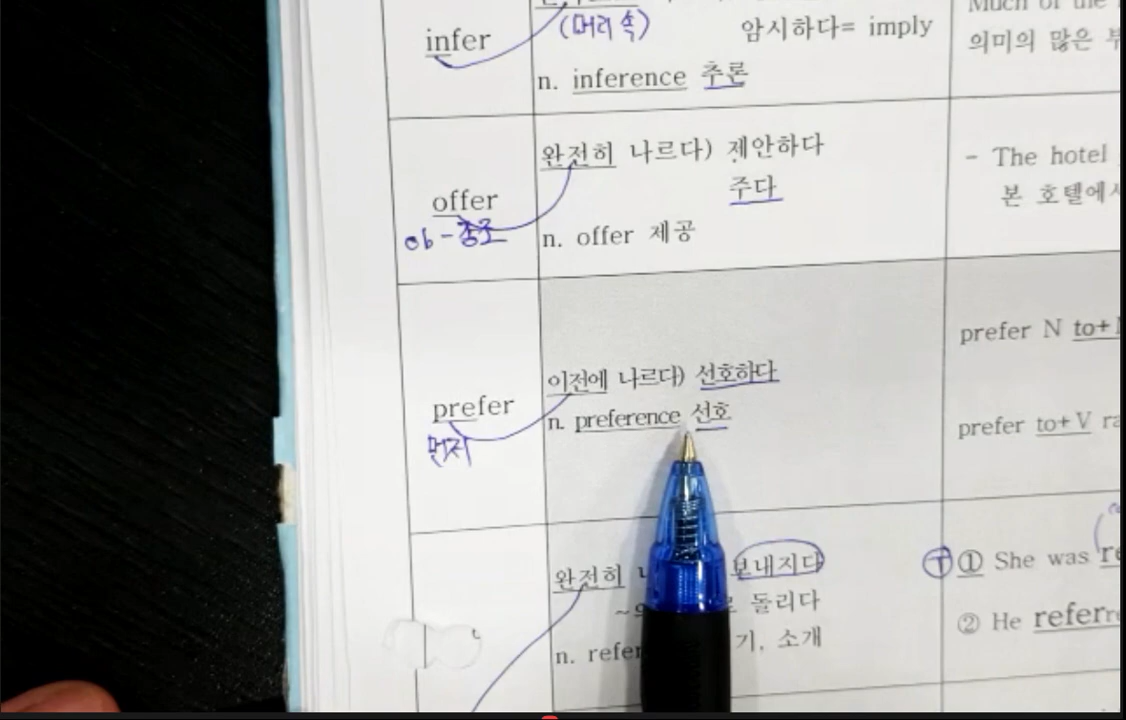 Much of the
infer
(머리 속)
암시하다= imply
의미의 많은
n. inference 추론
완전히 나르다) 제안하다
주다
offer
ob-강조
n. offer 제공
- The hotel
본 호텔에서
이전에 나르다) 선호하다
prefer
먼저
n. preference 선호
prefer N to+
prefer to+V
완전히
보내지다
돌리다
n. refer
기, 소개
① She was
② He referr